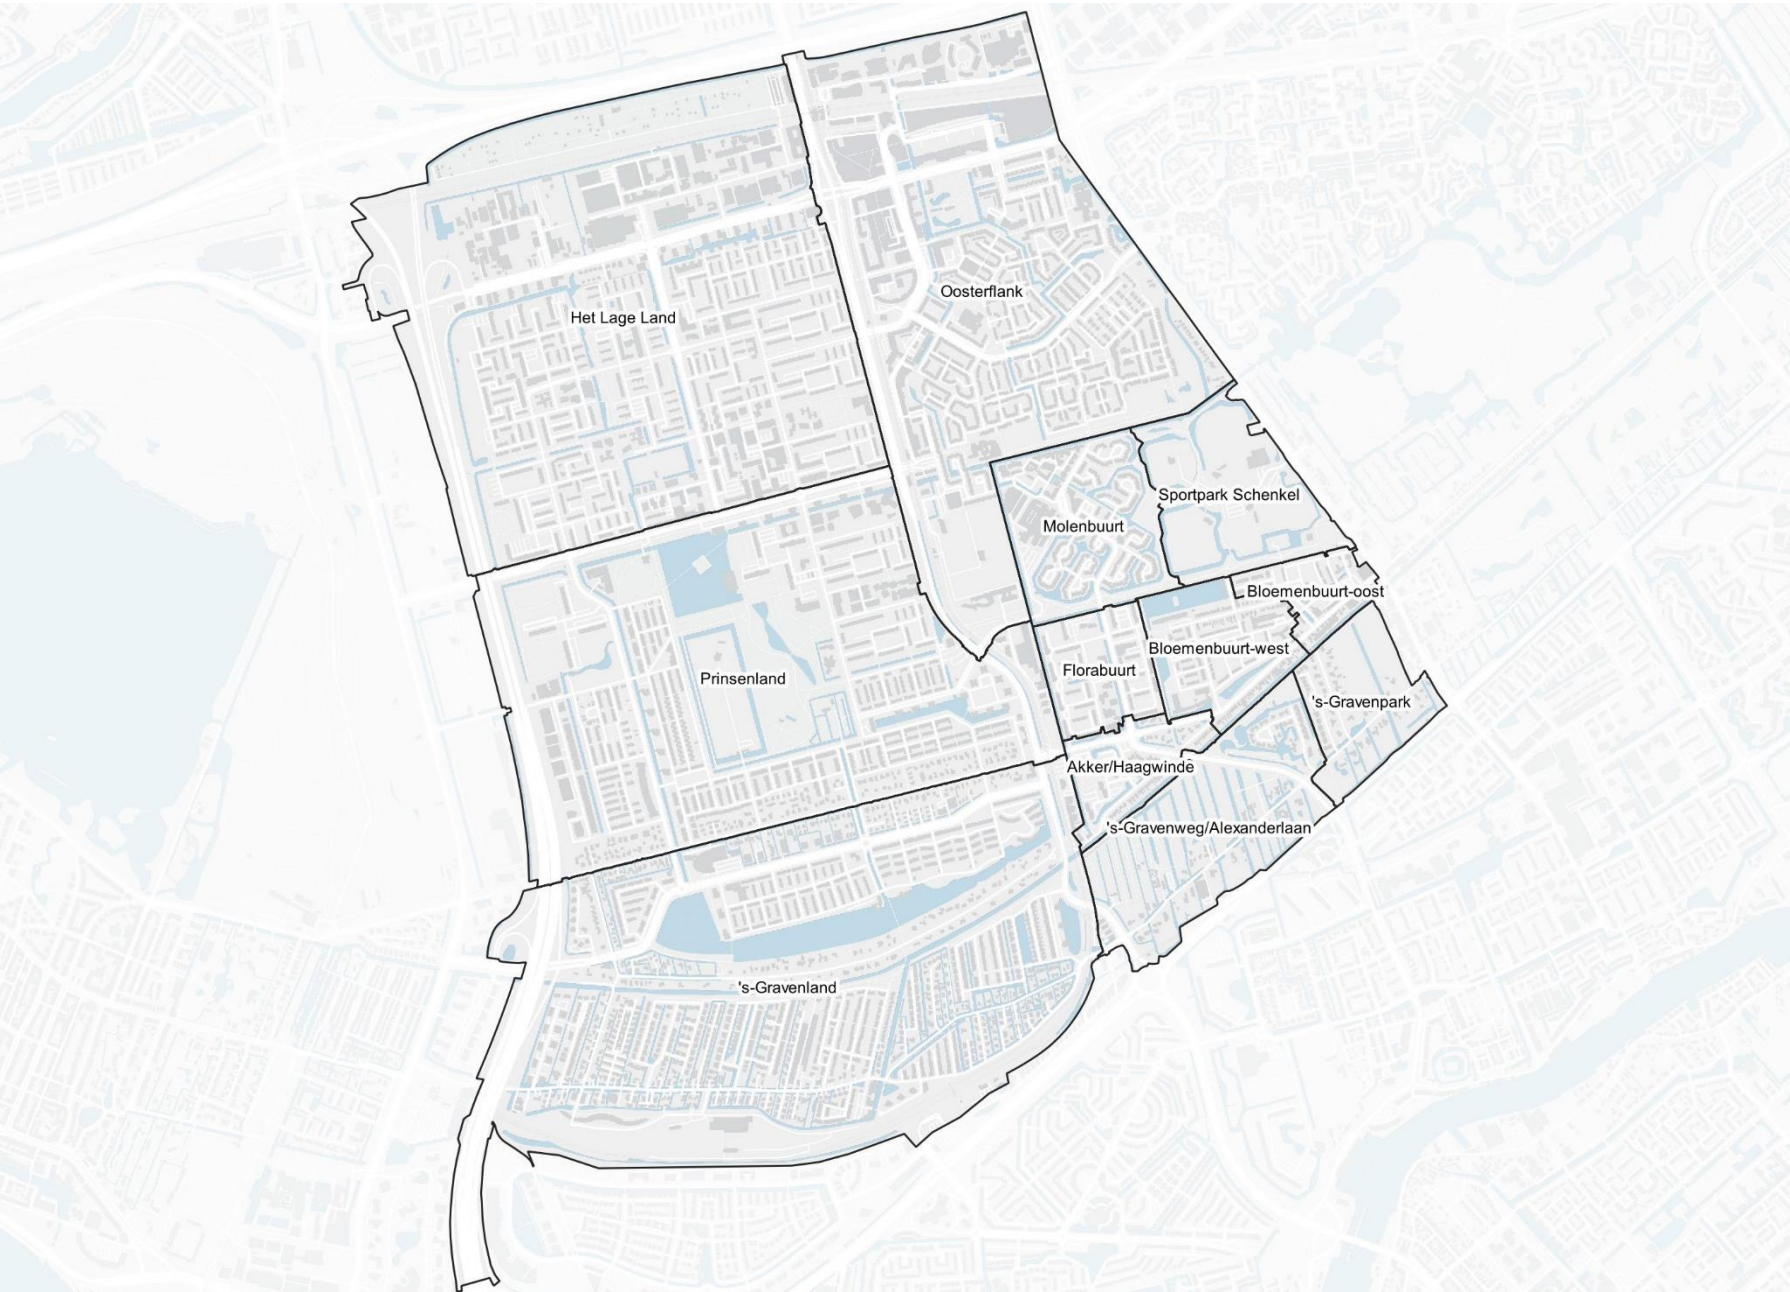 Oosterflank
Het Lage Land
Sportpark Schenkel
Molenbuurt
Bloemenbuurt-oost
Bloemenbuurt-west
Florabuurt
Prinsenland
's-Gravenpark
Akker/Haagwinde
's-Gravenweg/Alexanderlaan
's-Gravenland